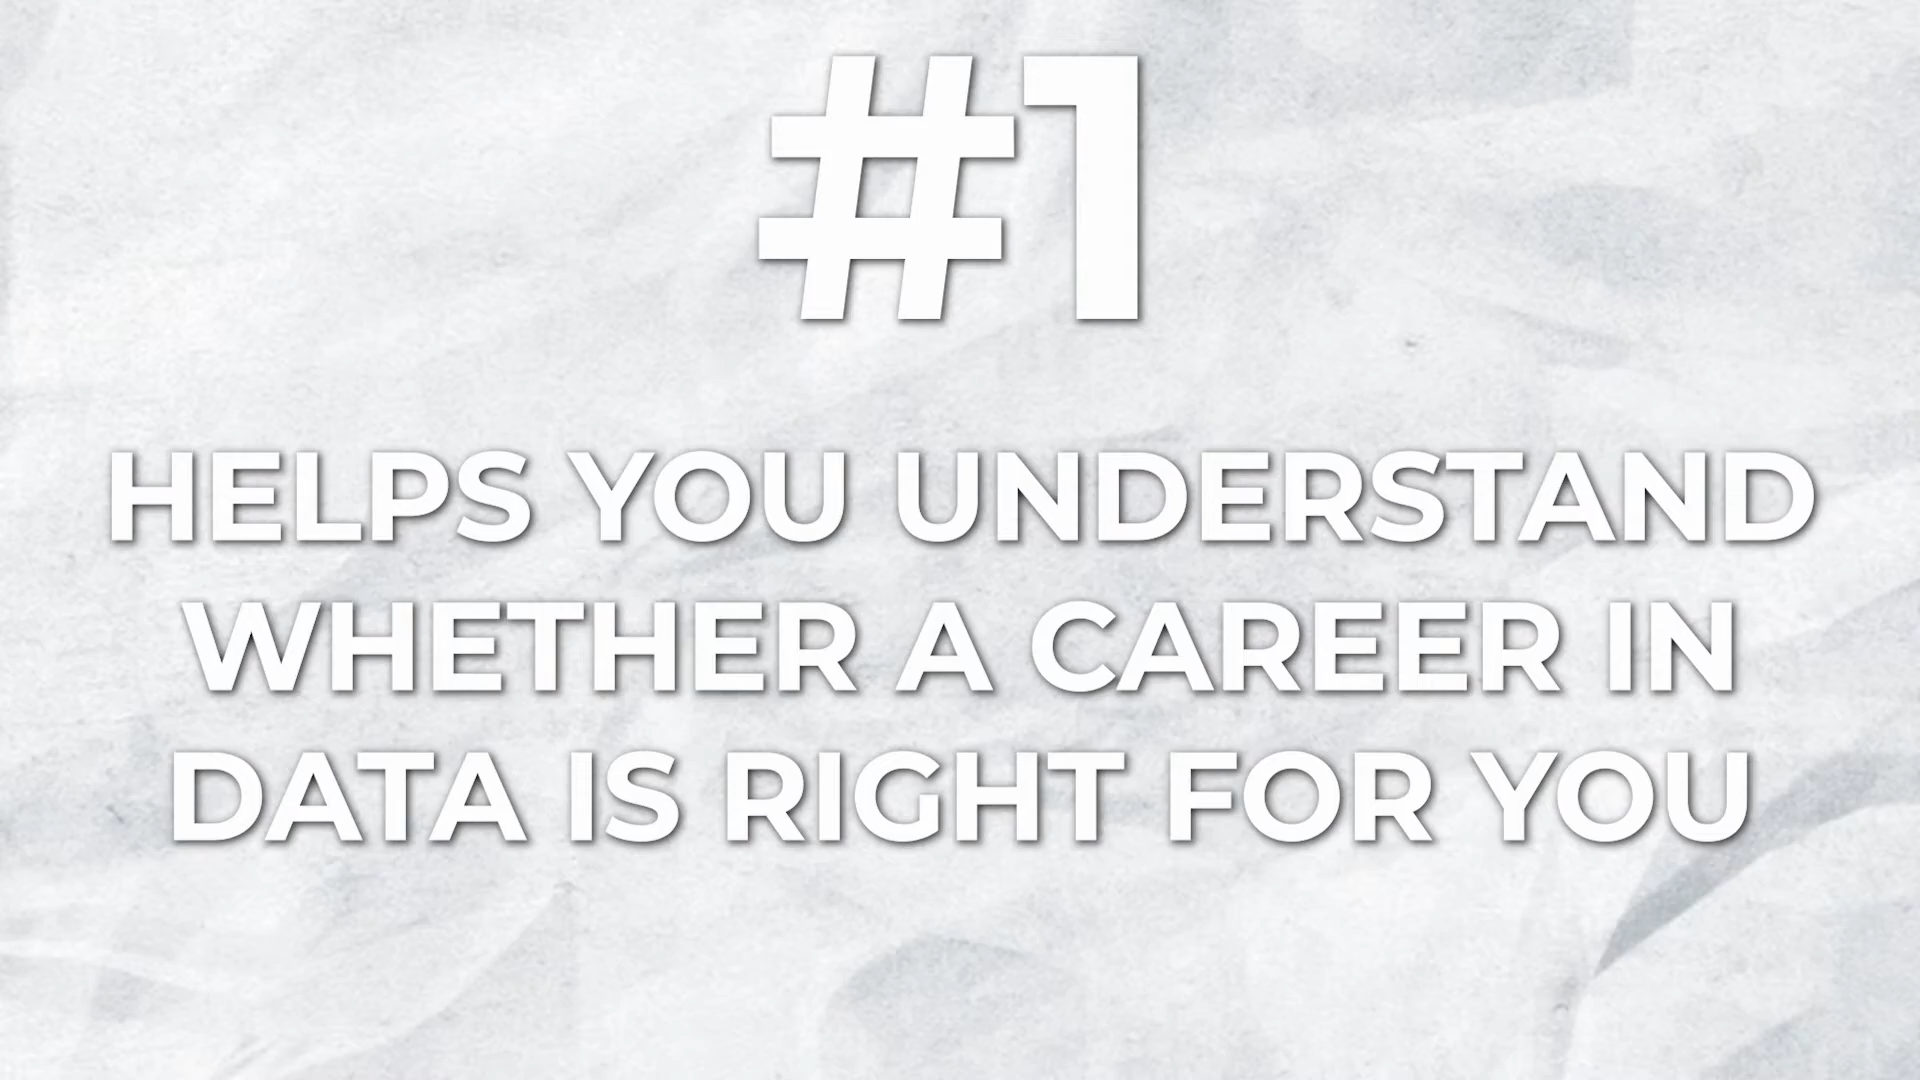 #1
HELPS YOU UNDERSTAND
WHETHER A CAREER IN
DATA IS RIGHT FOR YOU